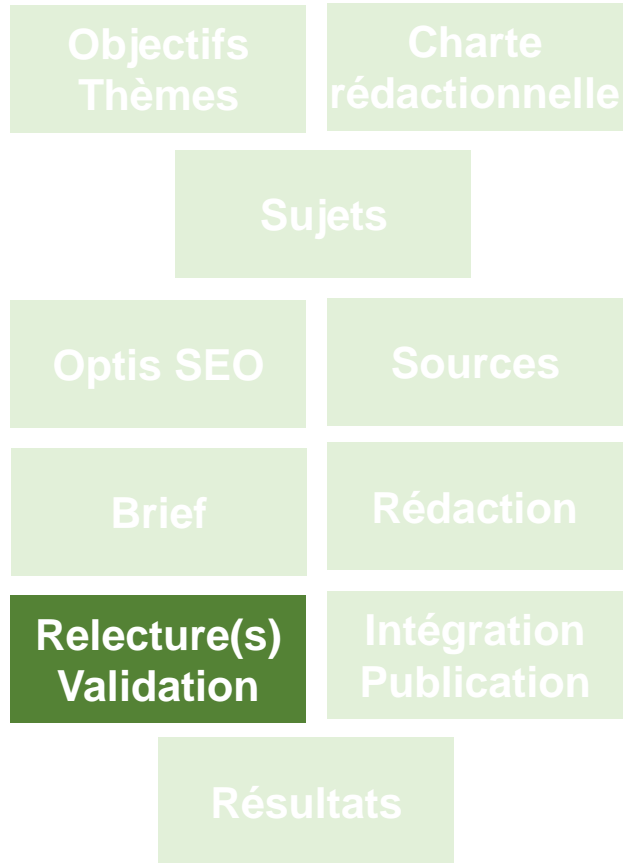 Objectifs
Thèmes
Charte
rédactionnelle
Sujets
Optis SEO
Sources
Brief
Rédaction
Relecture(s)
Validation
Intégration
Publication
Résultats